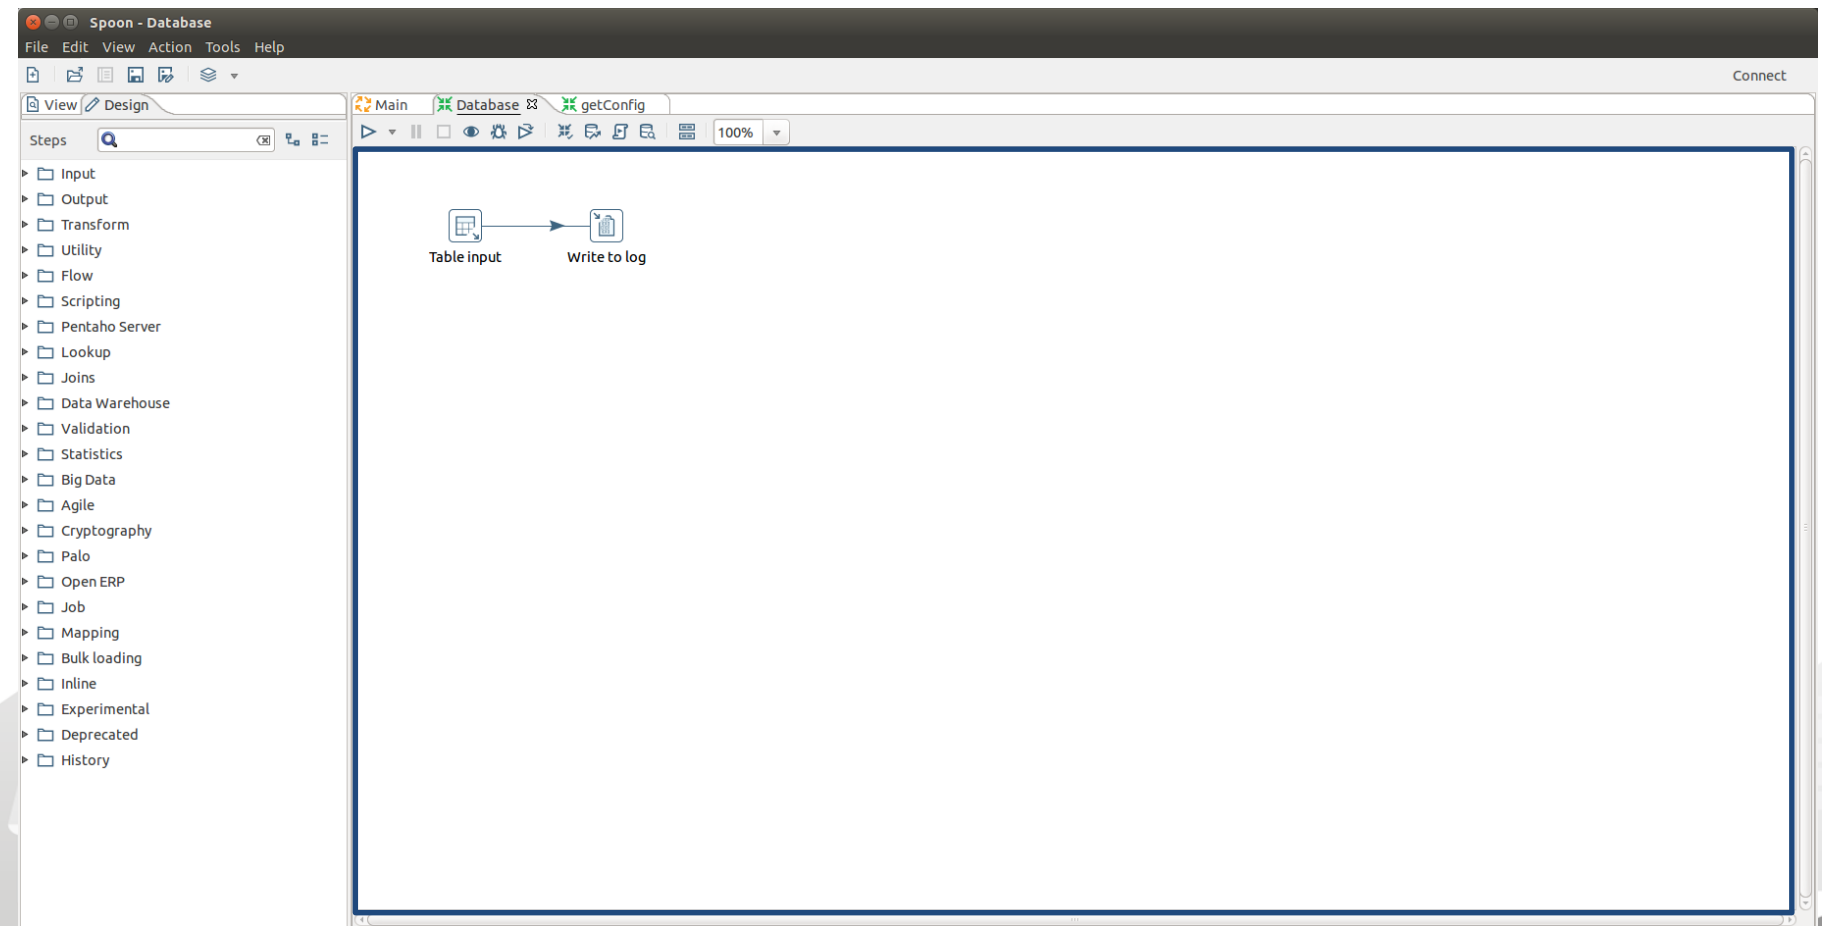 Spoon - Database
File Edit View Action Tools Help
Connect
View Design
Main Database getConfig
Steps
100%
Input
Output
Transform
Utility
Flow
Scripting
Pentaho Server
Lookup
Joins
Data Warehouse
Validation
Statistics
Big Data
Agile
Cryptography
Palo
Open ERP
Job
Mapping
Bulk loading
Inline
Experimental
Deprecated
History
Table input Write to log